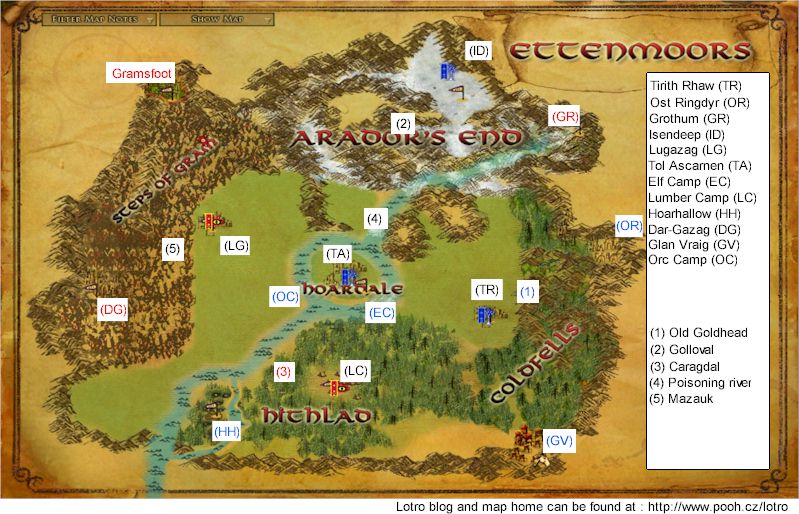 Filter Map Notes
Show Map
ETTENMOORS
(ID)
Gramsfoot
(GR)
(2)
ARADOR'S END
STEPS OF GRAM
(4)
(LG)
(5)
(OR)
(TA)
HOARDALE
(OC)
(EC)
(TR)
(1)
(DG)
COLDFELLS
(3)
(LC)
HITHLAD
(HH)
(GV)
Tirith Rhaw (TR)
Ost Ringdyr (OR)
Grothum (GR)
Isendeep (ID)
Lugazag (LG)
Tol Ascarnen (TA)
Elf Camp (EC)
Lumber Camp (LC)
Hoarhallow (HH)
Dar-Gazag (DG)
Glan Vraig (GV)
Orc Camp (OC)
(1) Old Goldhead
(2) Golloval
(3) Caragdal
(4) Poisoning river
(5) Mazauk
Lotro blog and map home can be found at : http://www.pooh.cz/lotro